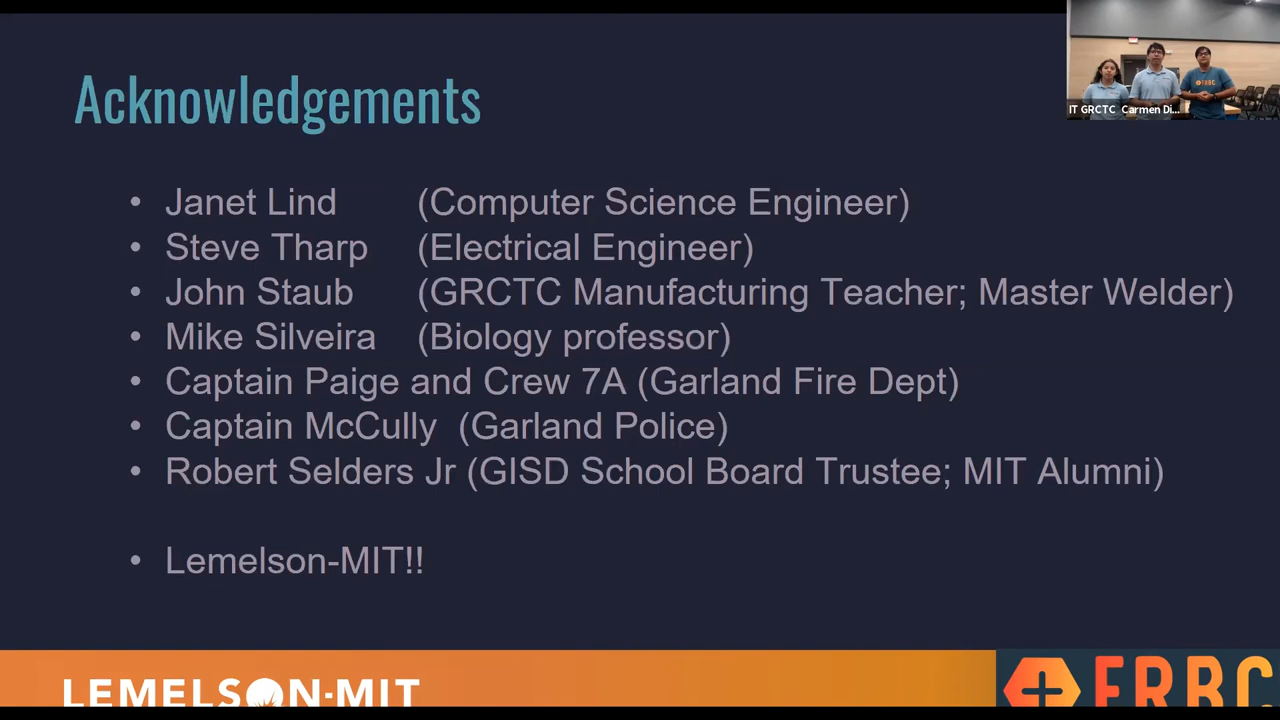 Acknowledgements
IT GRCTC Carmen Di...
• Janet Lind (Computer Science Engineer)
• Steve Tharp (Electrical Engineer)
• John Staub (GRCTC Manufacturing Teacher; Master Welder)
• Mike Silveira (Biology professor)
• Captain Paige and Crew 7A (Garland Fire Dept)
• Captain McCully (Garland Police)
• Robert Selders Jr (GISD School Board Trustee; MIT Alumni)
• Lemelson-MIT!!
LEMELSON-MIT